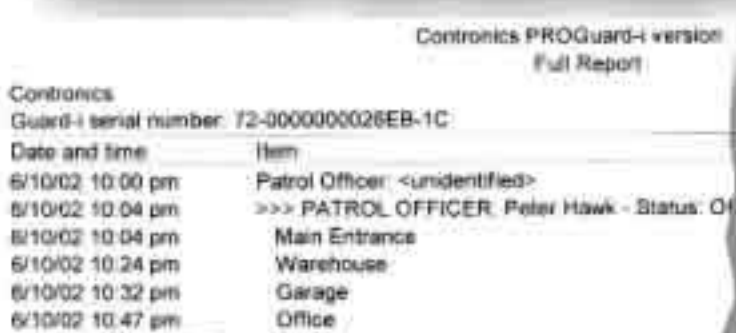 Contronics PROGuard-i version
Full Report
Contronics
Guard-i serial number: 72-0000000026EB-1C
Date and time Item
6/10/02 10:00 pm Patrol Officer: <unidentified>
6/10/02 10:04 pm >>> PATROL OFFICER: Peter Hawk - Status:
6/10/02 10:04 pm Main Entrance
6/10/02 10:24 pm Warehouse
6/10/02 10:32 pm Garage
6/10/02 10:47 pm Office